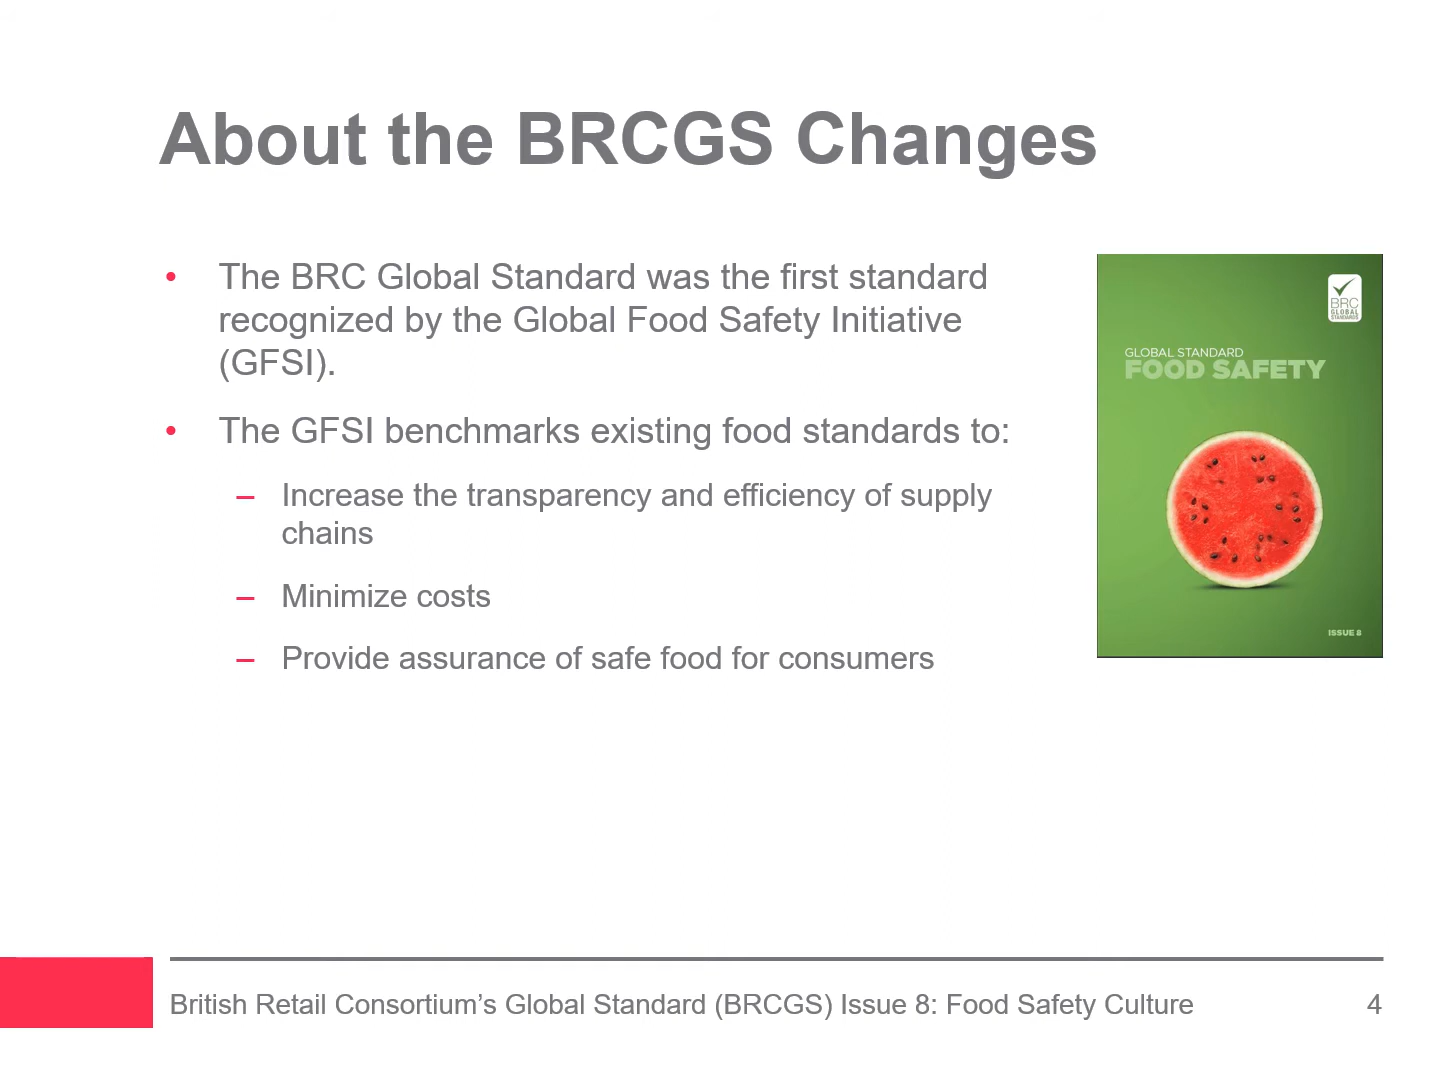 About the BRCGS Changes
• The BRC Global Standard was the first standard
recognized by the Global Food Safety Initiative
(GFSI).
• The GFSI benchmarks existing food standards to:
– Increase the transparency and efficiency of supply
chains
– Minimize costs
– Provide assurance of safe food for consumers
BRC
GLOBAL
STANDARDS
GLOBAL STANDARD
FOOD SAFETY
ISSUE 8
British Retail Consortium’s Global Standard (BRCGS) Issue 8: Food Safety Culture
4